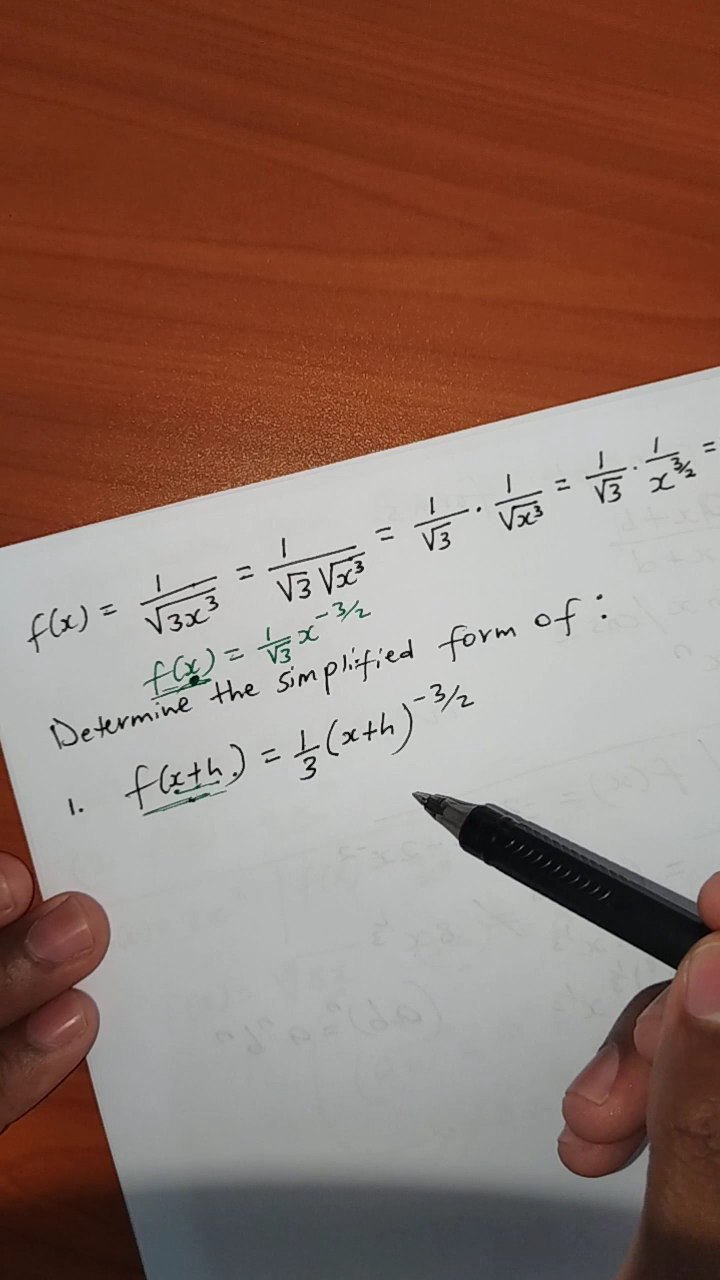 f(x) = 1/√3x³ = 1/√3 √x³ = 1/√3 · 1/√x³ = 1/√3 · 1/x^3/2 =
f(x) = 1/√3 x^-3/2
Determine the simplified form of :
1. f(x+h) = 1/3 (x+h)^-3/2